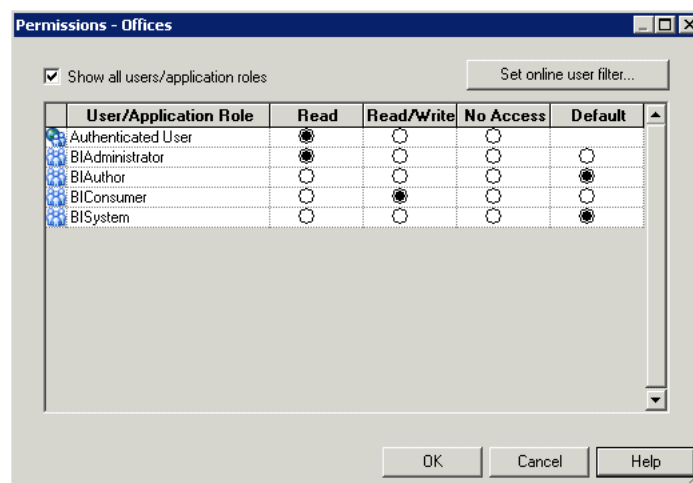 Permissions - Offices
Show all users/application roles
Set online user filter...
User/Application Role Read Read/Write No Access Default
Authenticated User
BIAdministrator
BIAuthor
BIConsumer
BISystem
OK Cancel Help